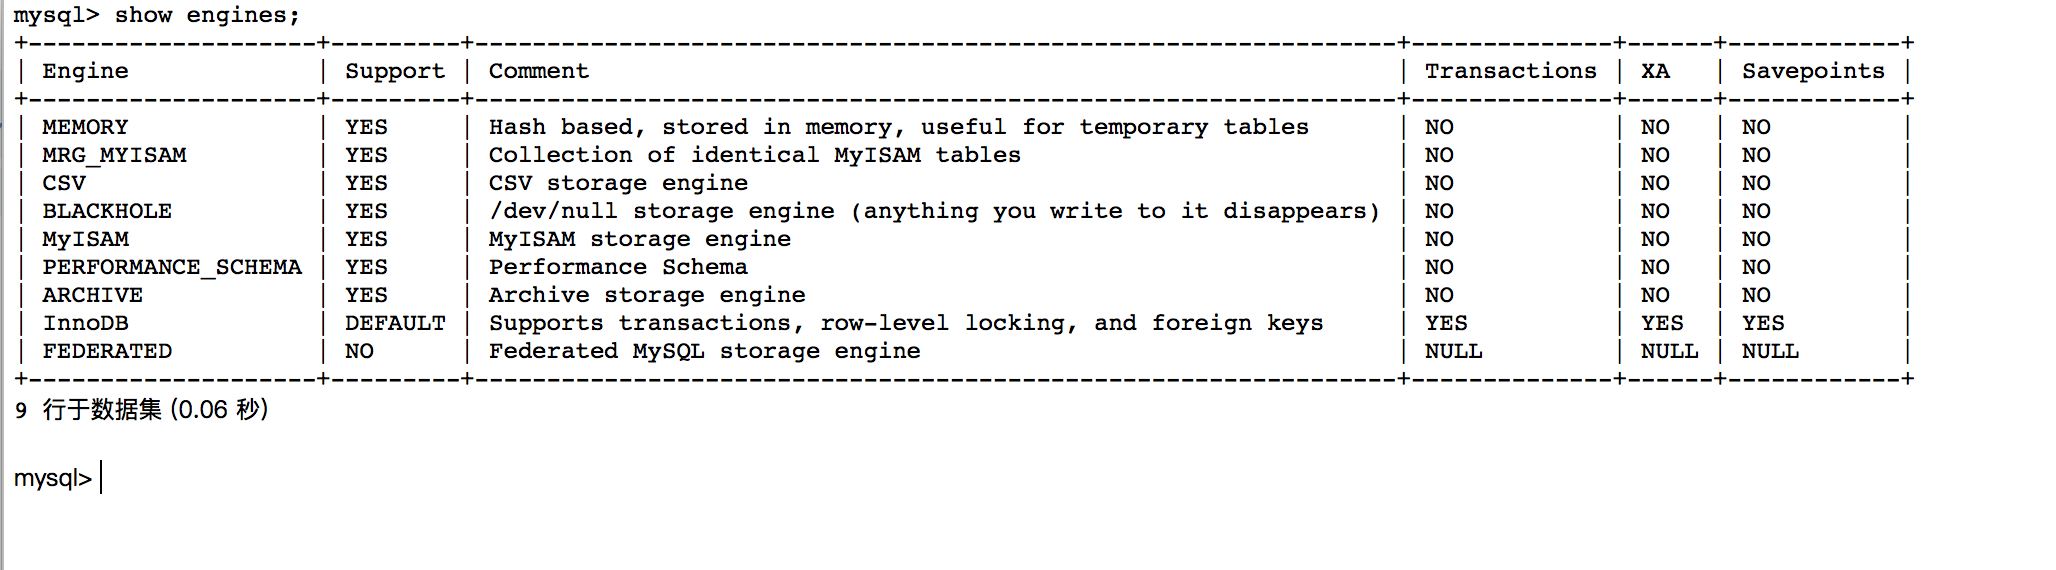 mysql> show engines;
+--------------------+---------+----------------------------------------------------------------+--------------+------+------------+
| Engine             | Support | Comment                                                        | Transactions | XA   | Savepoints |
+--------------------+---------+----------------------------------------------------------------+--------------+------+------------+
| MEMORY             | YES     | Hash based, stored in memory, useful for temporary tables      | NO           | NO   | NO         |
| MRG_MYISAM         | YES     | Collection of identical MyISAM tables                          | NO           | NO   | NO         |
| CSV                | YES     | CSV storage engine                                             | NO           | NO   | NO         |
| BLACKHOLE          | YES     | /dev/null storage engine (anything you write to it disappears) | NO           | NO   | NO         |
| MyISAM             | YES     | MyISAM storage engine                                          | NO           | NO   | NO         |
| PERFORMANCE_SCHEMA | YES     | Performance Schema                                             | NO           | NO   | NO         |
| ARCHIVE            | YES     | Archive storage engine                                         | NO           | NO   | NO         |
| InnoDB             | DEFAULT | Supports transactions, row-level locking, and foreign keys     | YES          | YES  | YES        |
| FEDERATED          | NO      | Federated MySQL storage engine                                 | NULL         | NULL | NULL       |
+--------------------+---------+----------------------------------------------------------------+--------------+------+------------+
9 行于数据集 (0.06 秒)
mysql>